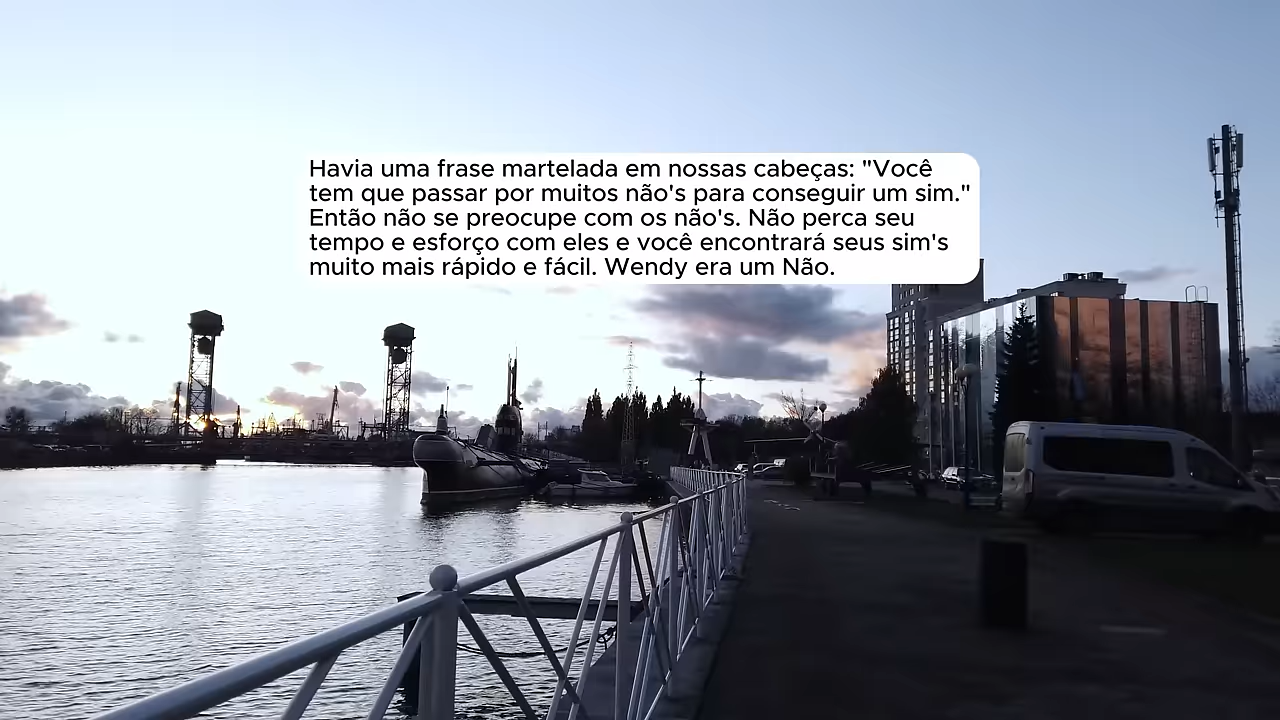 Havia uma frase martelada em nossas cabeças: "Você
tem que passar por muitos não's para conseguir um sim."
Então não se preocupe com os não's. Não perca seu
tempo e esforço com eles e você encontrará seus sim's
muito mais rápido e fácil. Wendy era um Não.